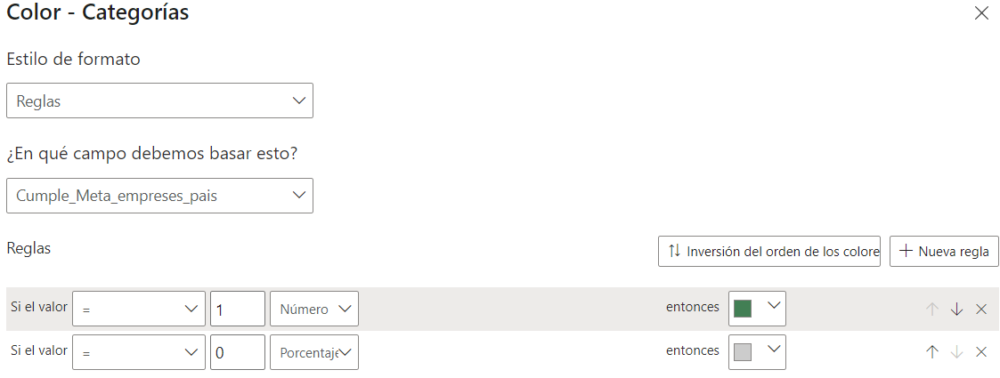 Color - Categorías
Estilo de formato
Reglas
¿En qué campo debemos basar esto?
Cumple_Meta_empreses_pais
Reglas
Inversión del orden de los colore
Nueva regla
Si el valor = 1 Número entonces
Si el valor = 0 Porcentaje entonces